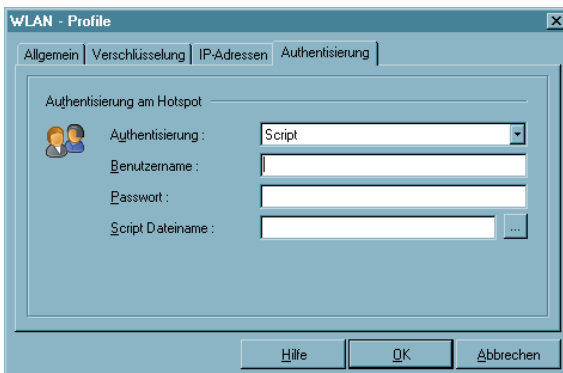 WLAN - Profile
Allgemein Verschlüsselung IP-Adressen Authentisierung
Authentisierung am Hotspot
Authentisierung : Script
Benutzername :
Passwort :
Script Dateiname : ...
Hilfe OK Abbrechen